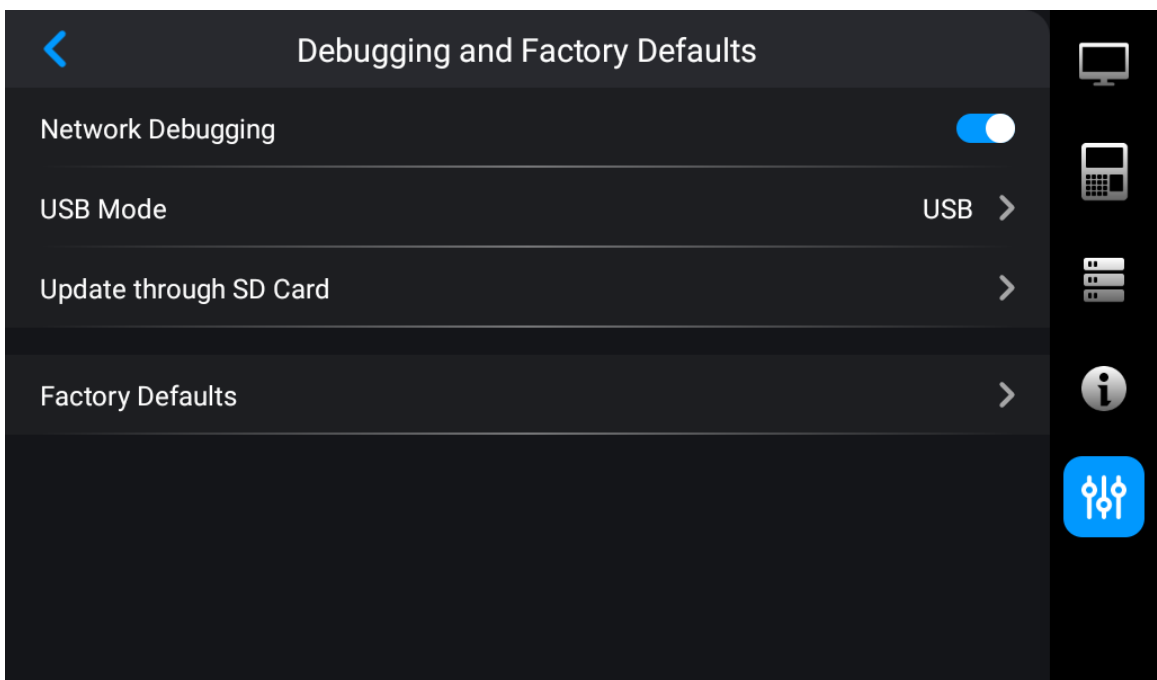 Debugging and Factory Defaults
Network Debugging
USB Mode USB
Update through SD Card
Factory Defaults